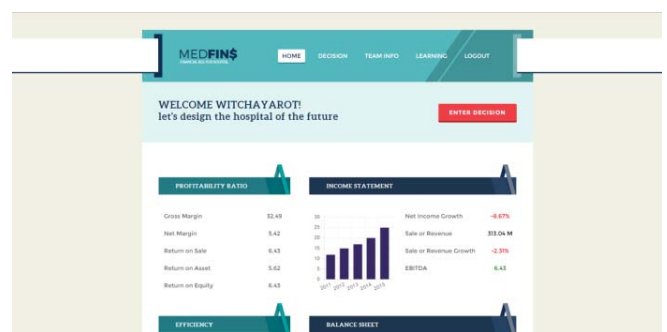 MEDFIN$
HOME DECISION TEAM INFO LEARNING LOGOUT
WELCOME WITCHAYAROT!
let's design the hospital of the future
ENTER DECISION
PROFITABILITY RATIO
Gross Margin 32,49
Net Margin 5,42
Return on Sale 6,43
Return on Asset 5,62
Return on Equity 6,43
INCOME STATEMENT
30
25
20
15
10
5
0
2011 2012 2013 2014 2015
Net Income Growth -8.67%
Sale or Revenue 313.04 M
Sale or Revenue Growth -2.31%
EBITDA 6,43
EFFICIENCY
BALANCE SHEET